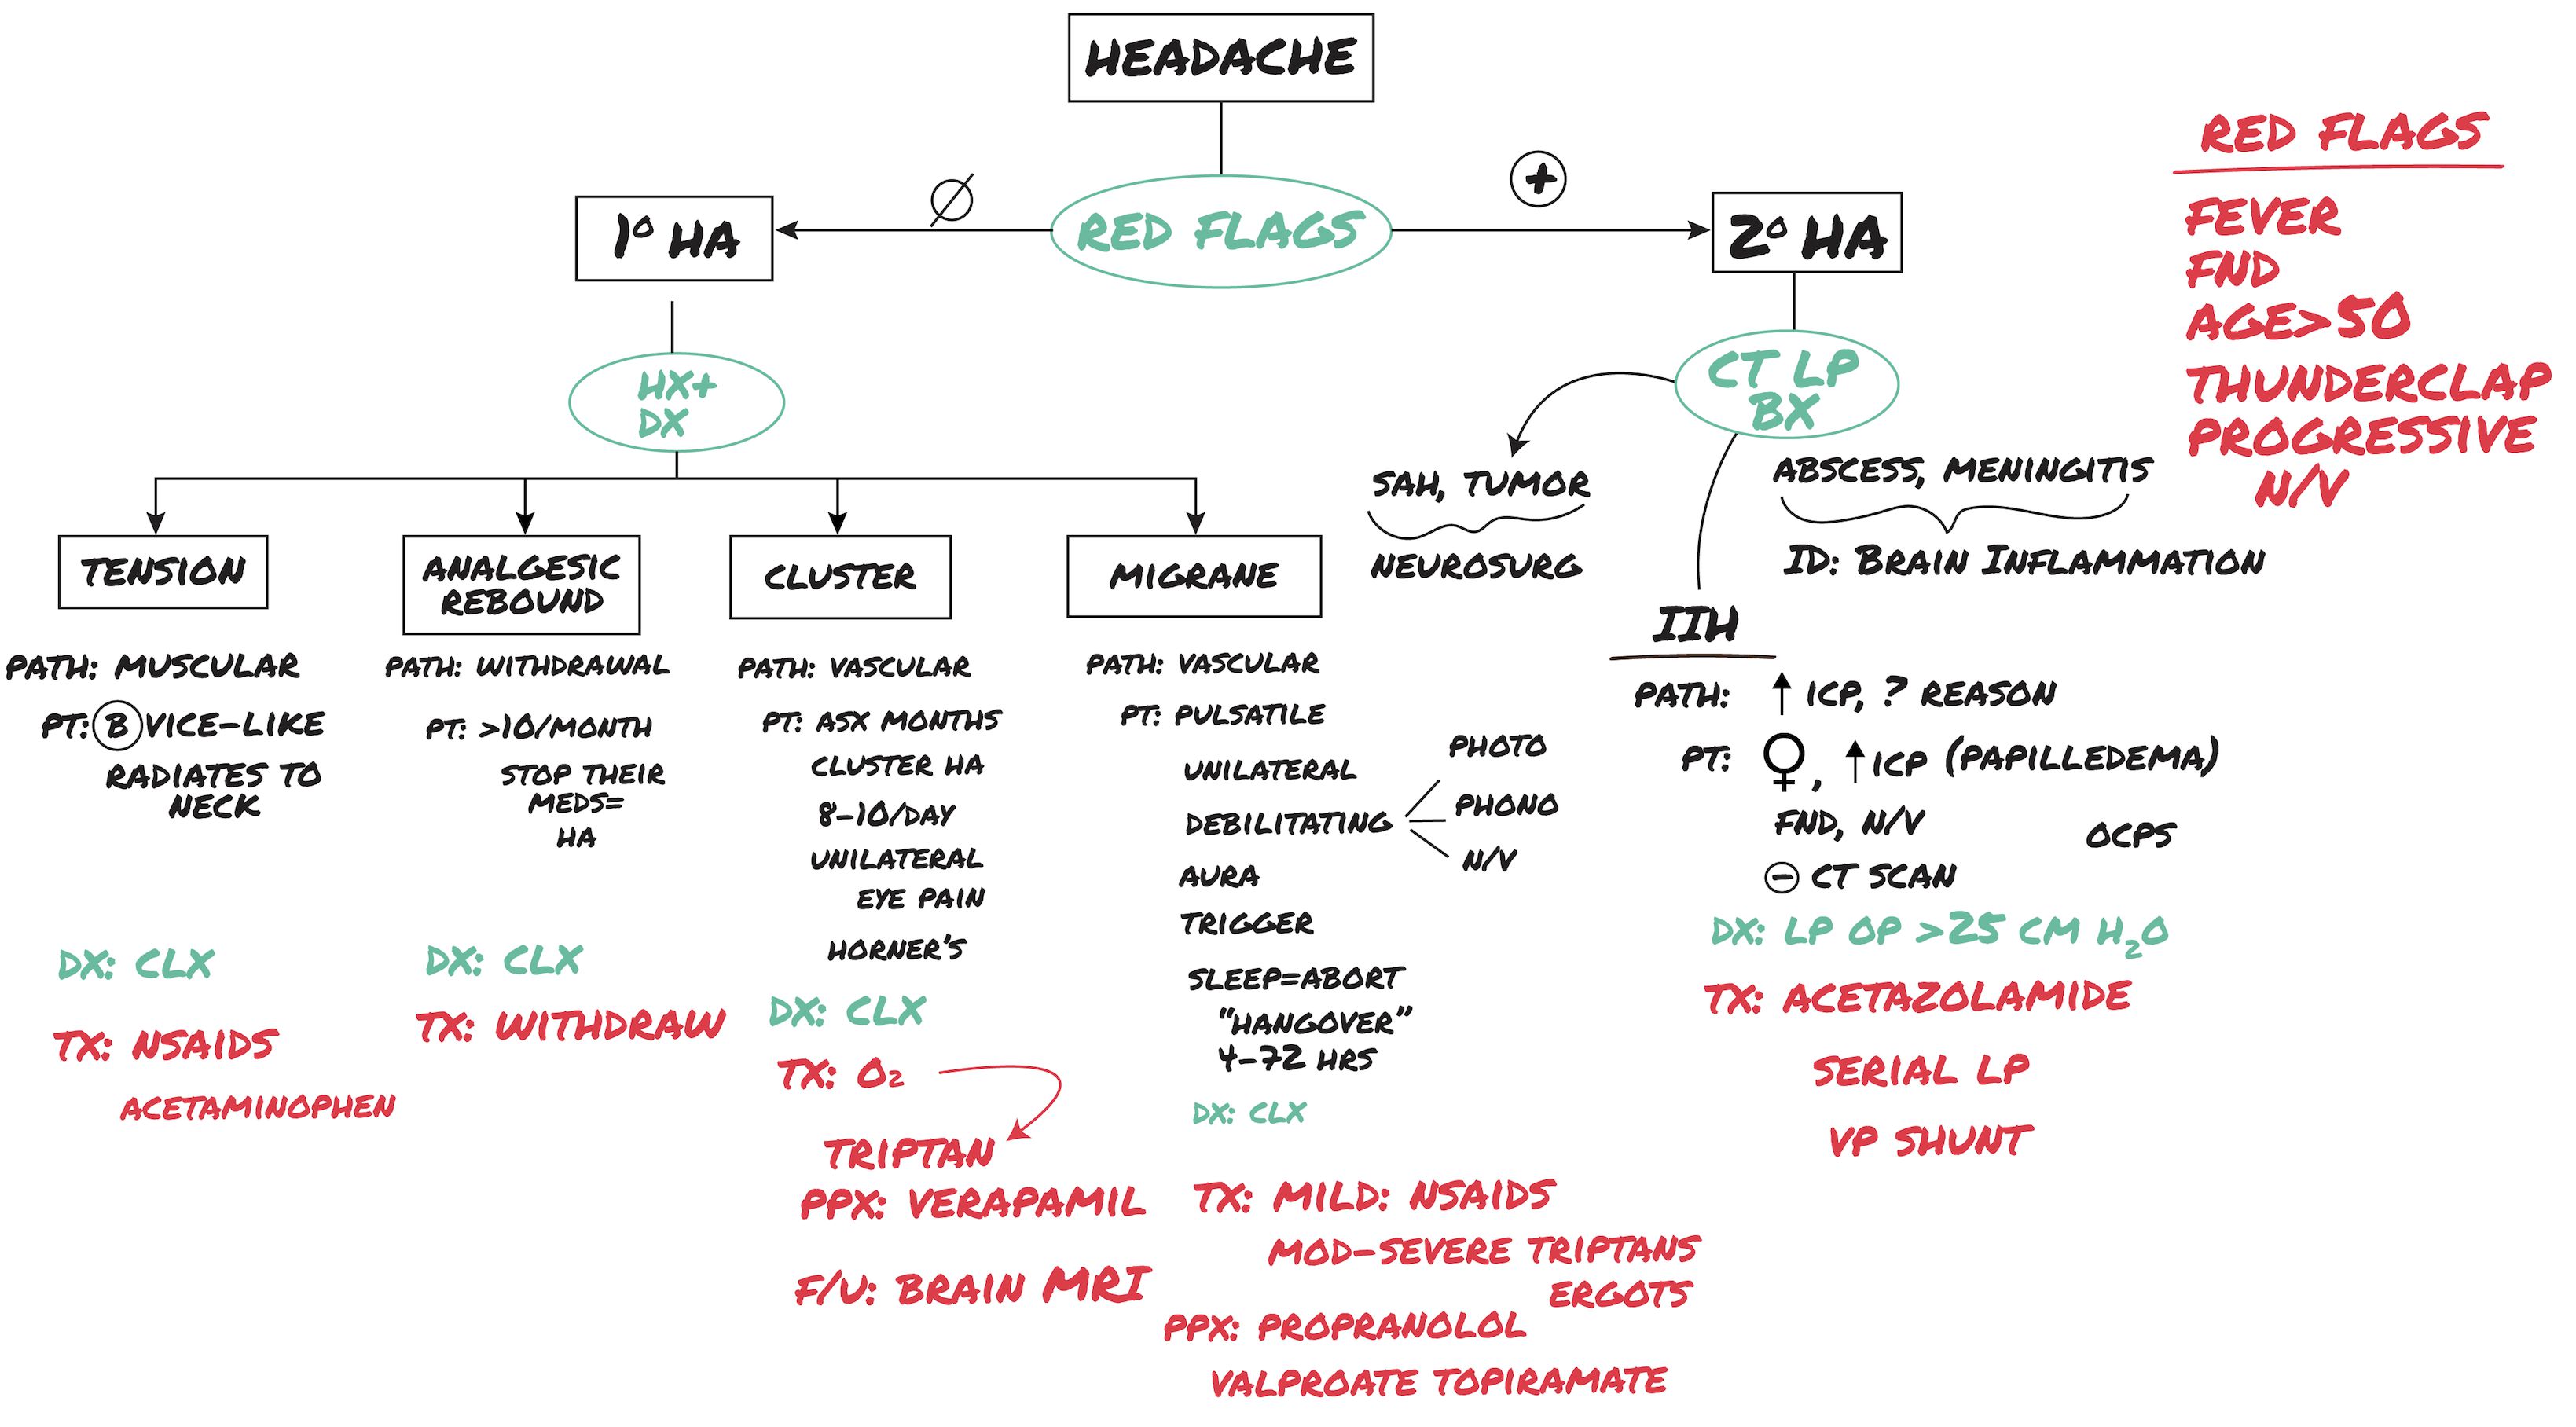 HEADACHE
RED FLAGS
∅
+
1° HA
2° HA
HX+
DX
CT LP
BX
TENSION
PATH: MUSCULAR
PT: B VICE-LIKE
RADIATES TO
NECK
DX: CLX
TX: NSAIDS
ACETAMINOPHEN
ANALGESIC
REBOUND
PATH: WITHDRAWAL
PT: >10/MONTH
STOP THEIR
MEDS=
HA
DX: CLX
TX: WITHDRAW
CLUSTER
PATH: VASCULAR
PT: ASX MONTHS
CLUSTER HA
8-10/DAY
UNILATERAL
EYE PAIN
HORNER'S
DX: CLX
TX: O2
TRIPTAN
PPX: VERAPAMIL
F/U: BRAIN MRI
MIGRANE
PATH: VASCULAR
PT: PULSATILE
UNILATERAL
DEBILITATING
PHOTO
PHONO
N/V
AURA
TRIGGER
SLEEP=ABORT
"HANGOVER"
4-72 HRS
DX: CLX
TX: MILD: NSAIDS
MOD-SEVERE TRIPTANS
ERGOTS
PPX: PROPRANOLOL
VALPROATE TOPIRAMATE
SAH, TUMOR
NEUROSURG
ABSCESS, MENINGITIS
ID: BRAIN INFLAMMATION
IIH
PATH: ↑ ICP, ? REASON
PT: ♀, ↑ICP (PAPILLEDEMA)
FND, N/V
OCPS
⊖ CT SCAN
DX: LP OP >25 CM H2O
TX: ACETAZOLAMIDE
SERIAL LP
VP SHUNT
RED FLAGS
FEVER
FND
AGE>50
THUNDERCLAP
PROGRESSIVE
N/V